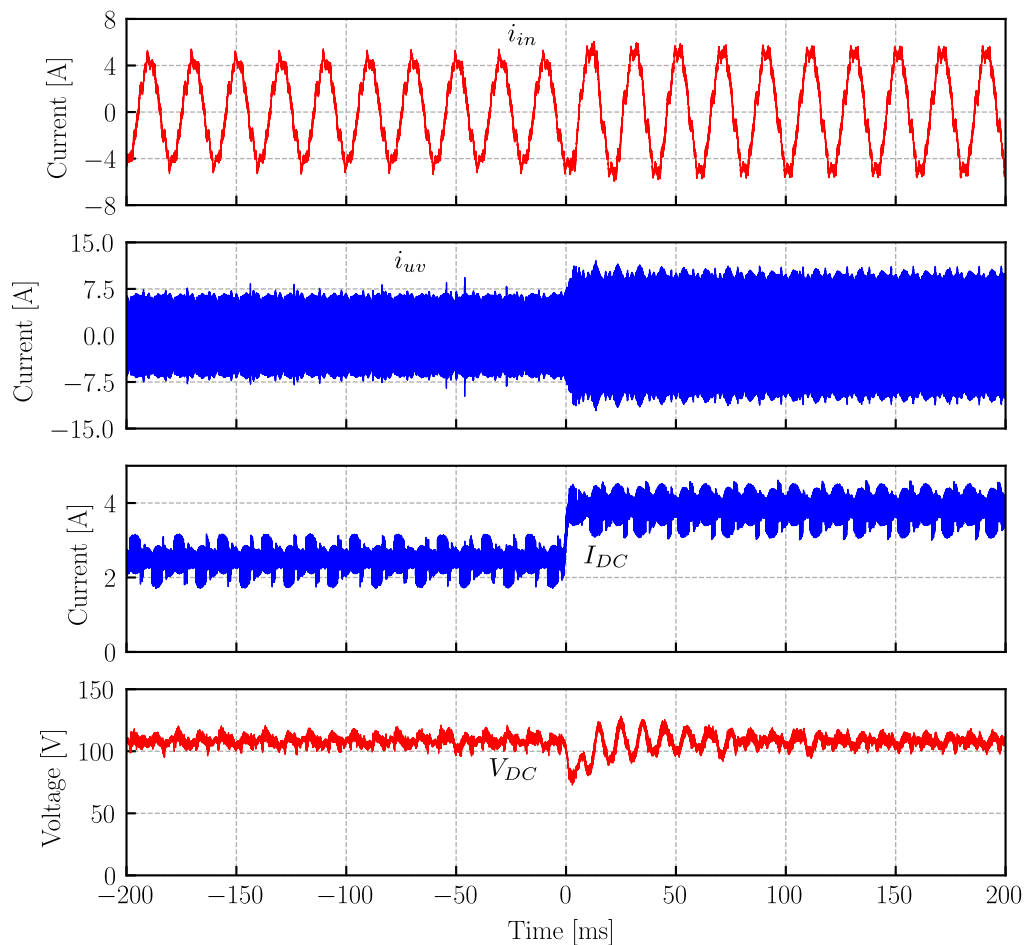 8
4
0
−4
−8
Current [A]
i_in
15.0
7.5
0.0
−7.5
−15.0
Current [A]
i_uv
4
2
0
Current [A]
I_DC
150
100
50
0
Voltage [V]
V_DC
−200 −150 −100 −50 0 50 100 150 200
Time [ms]